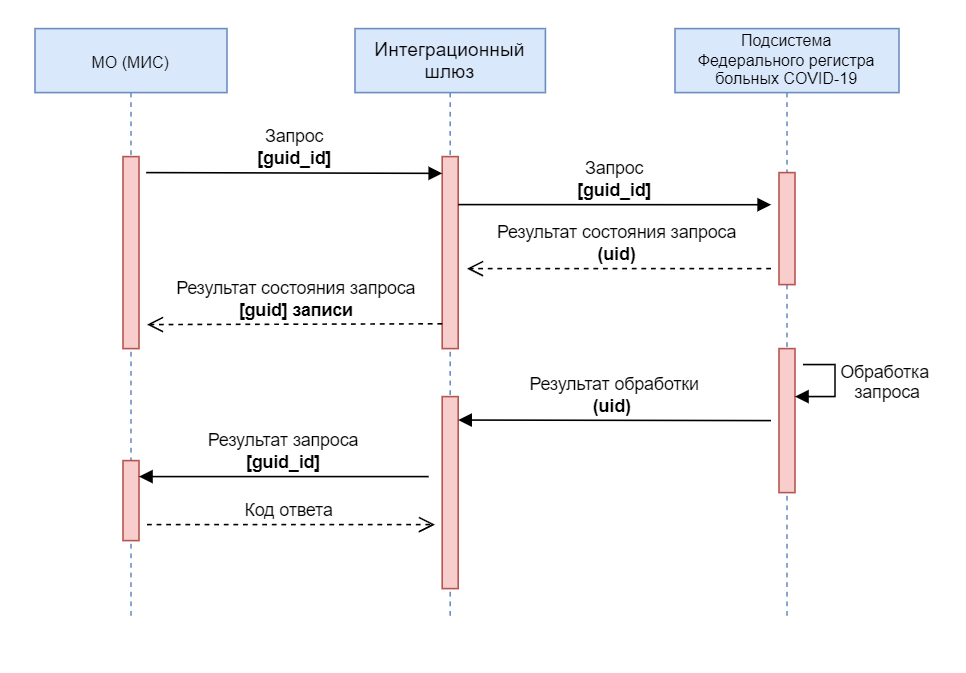 МО (МИС)
Интеграционный
шлюз
Подсистема
Федерального регистра
больных COVID-19
Запрос
[guid_id]
Запрос
[guid_id]
Результат состояния запроса
(uid)
Результат состояния запроса
[guid] записи
Обработка
запроса
Результат обработки
(uid)
Результат запроса
[guid_id]
Код ответа